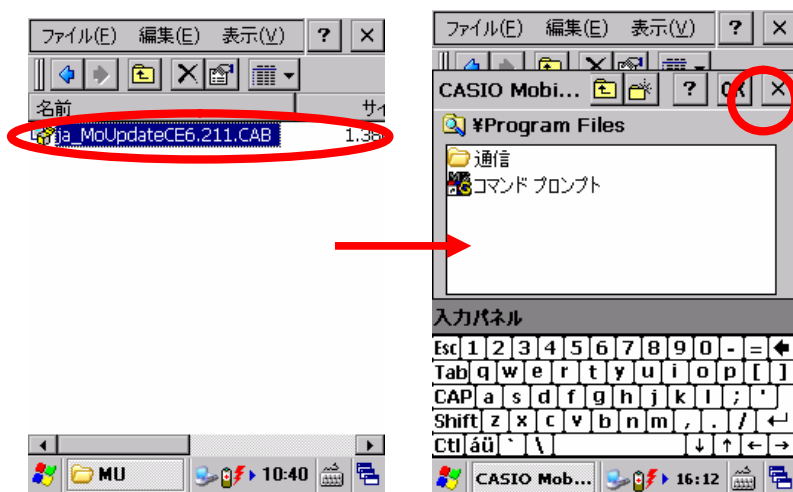 ファイル(F) 編集(E) 表示(V) ? ×
名前 サイ
ja_MoUpdateCE6.211.CAB 1.36
MU 10:40
ファイル(F) 編集(E) 表示(V) ? ×
CASIO Mobi... ? OK ×
¥Program Files
通信
コマンド プロンプト
入力パネル
Esc 1 2 3 4 5 6 7 8 9 0 - =
Tab q w e r t y u i o p [ ]
CAP a s d f g h j k l ; '
Shift z x c v b n m , . /
Ctl áü ` \
CASIO Mob... 16:12